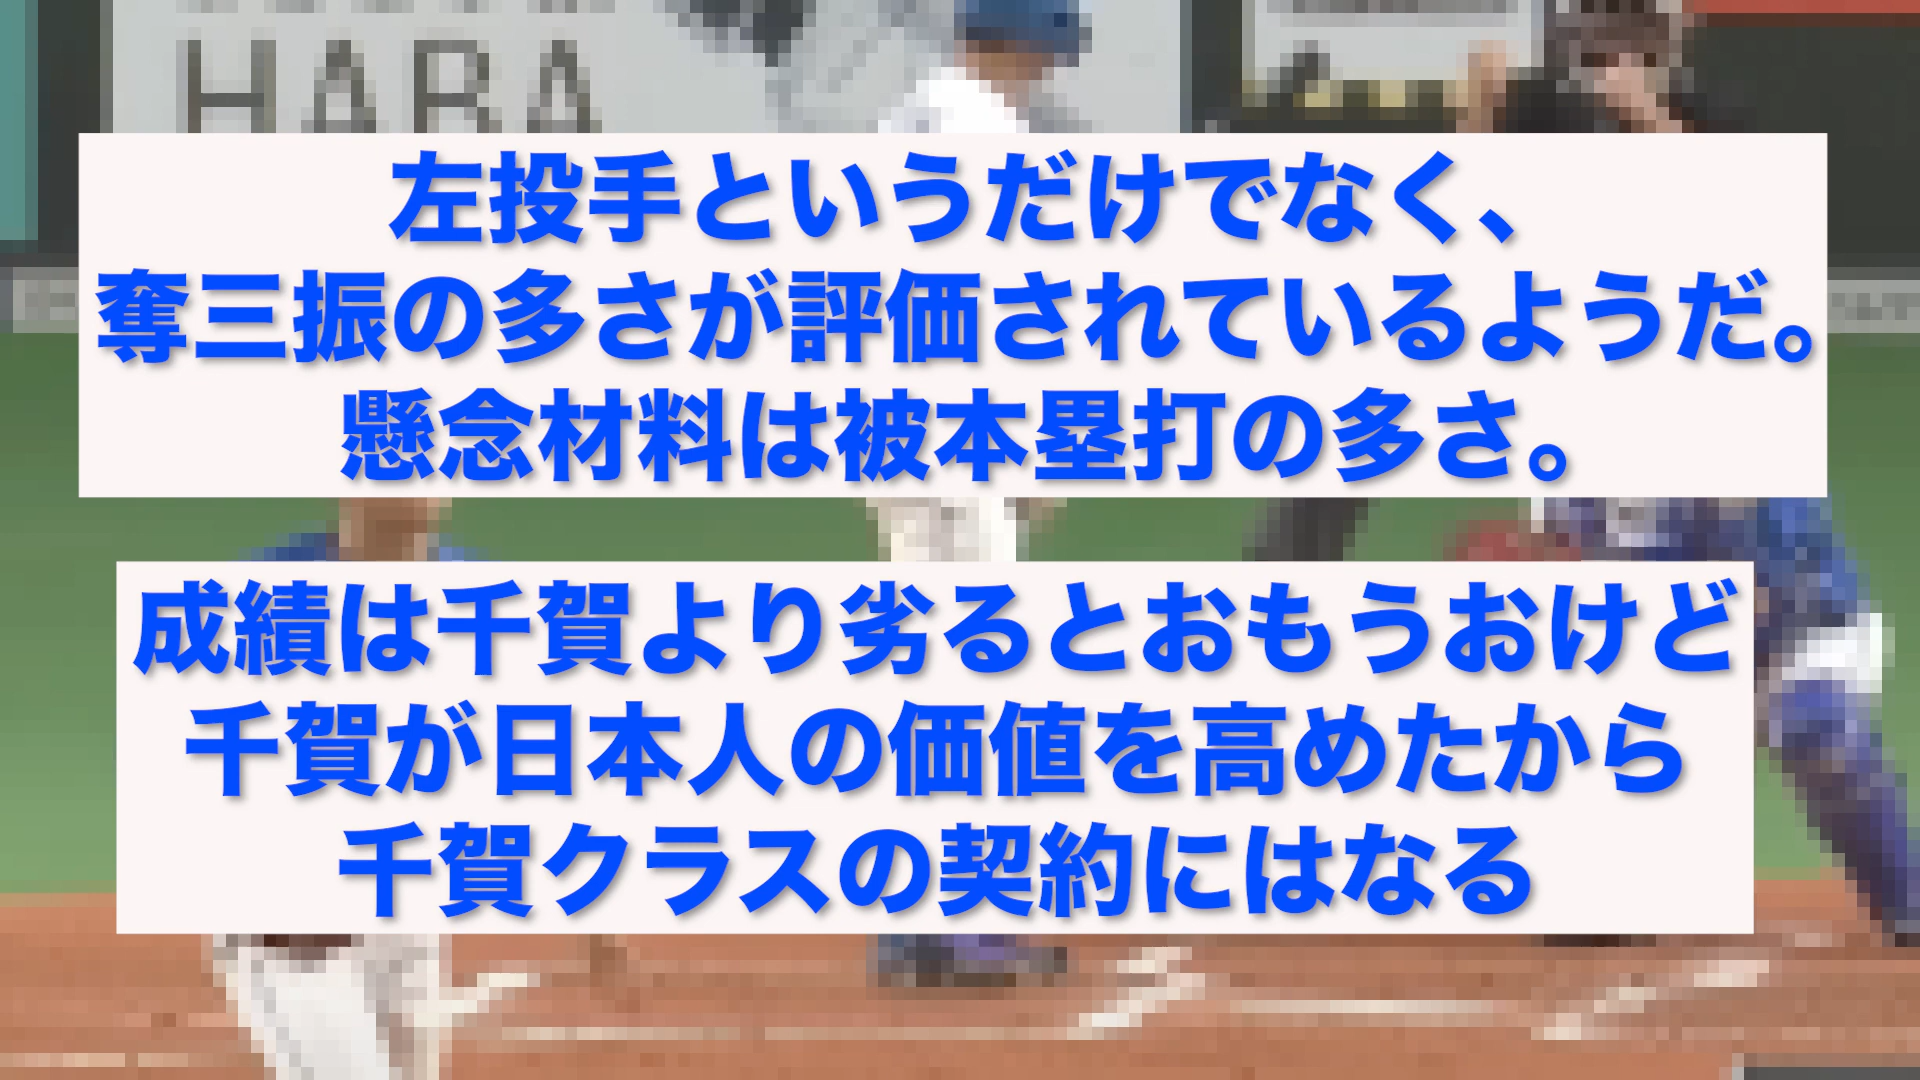 HABA
左投手というだけでなく、
奪三振の多さが評価されているようだ。
懸念材料は被本塁打の多さ。
成績は千賀より劣るとおもうおけど
千賀が日本人の価値を高めたから
千賀クラスの契約にはなる